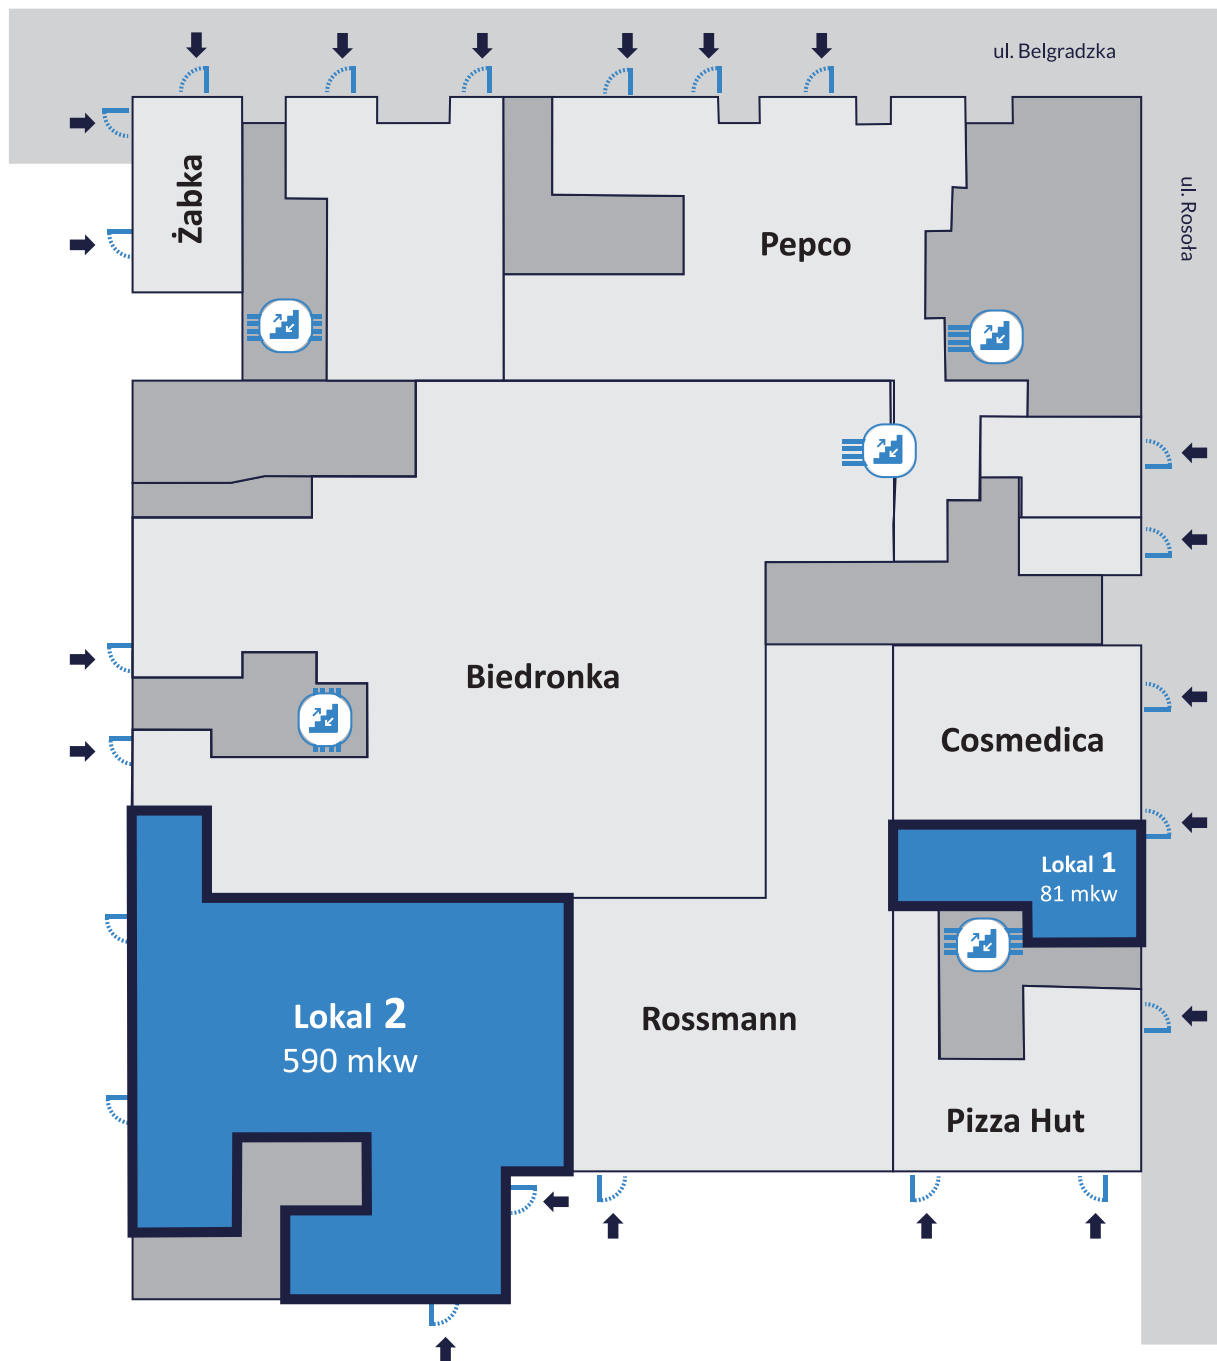 ul. Belgradzka
ul. Rosoła
Żabka
Pepco
Biedronka
Cosmedica
Lokal 1
81 mkw
Lokal 2
590 mkw
Rossmann
Pizza Hut